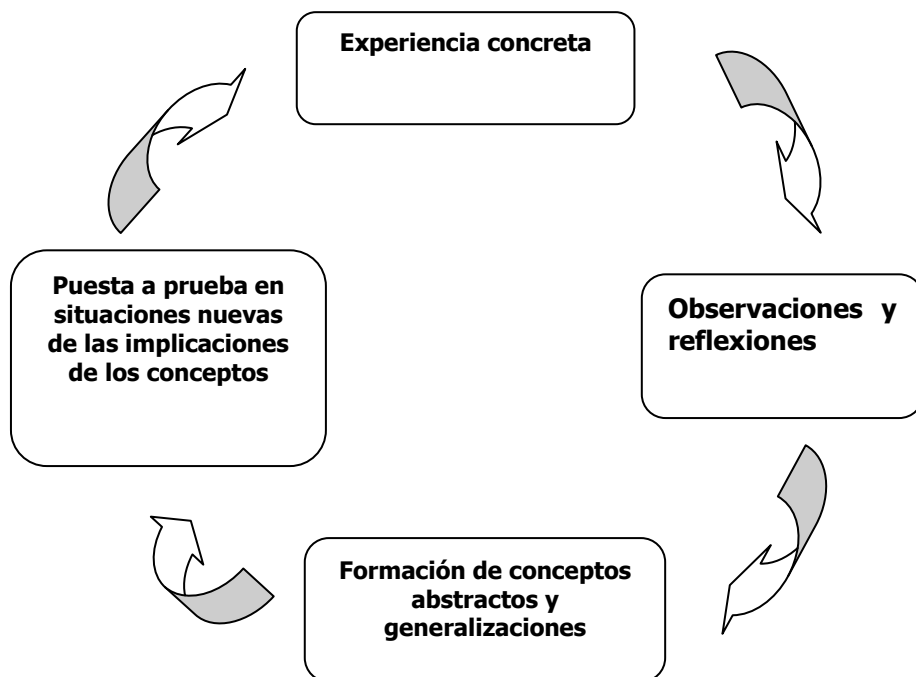 Experiencia concreta
Observaciones y
reflexiones
Formación de conceptos
abstractos y
generalizaciones
Puesta a prueba en
situaciones nuevas
de las implicaciones
de los conceptos